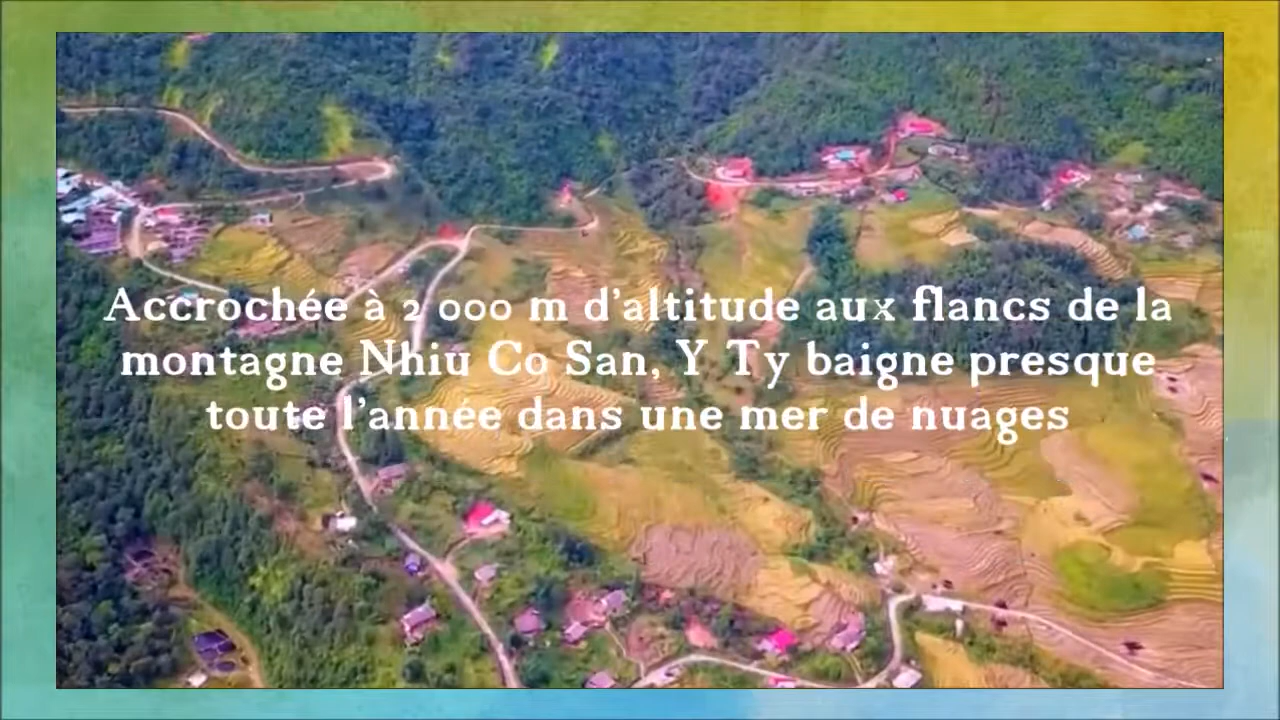 Accrochée à 2 000 m d'altitude aux flancs de la
montagne Nhiu Co San, Y Ty baigne presque
toute l'année dans une mer de nuages